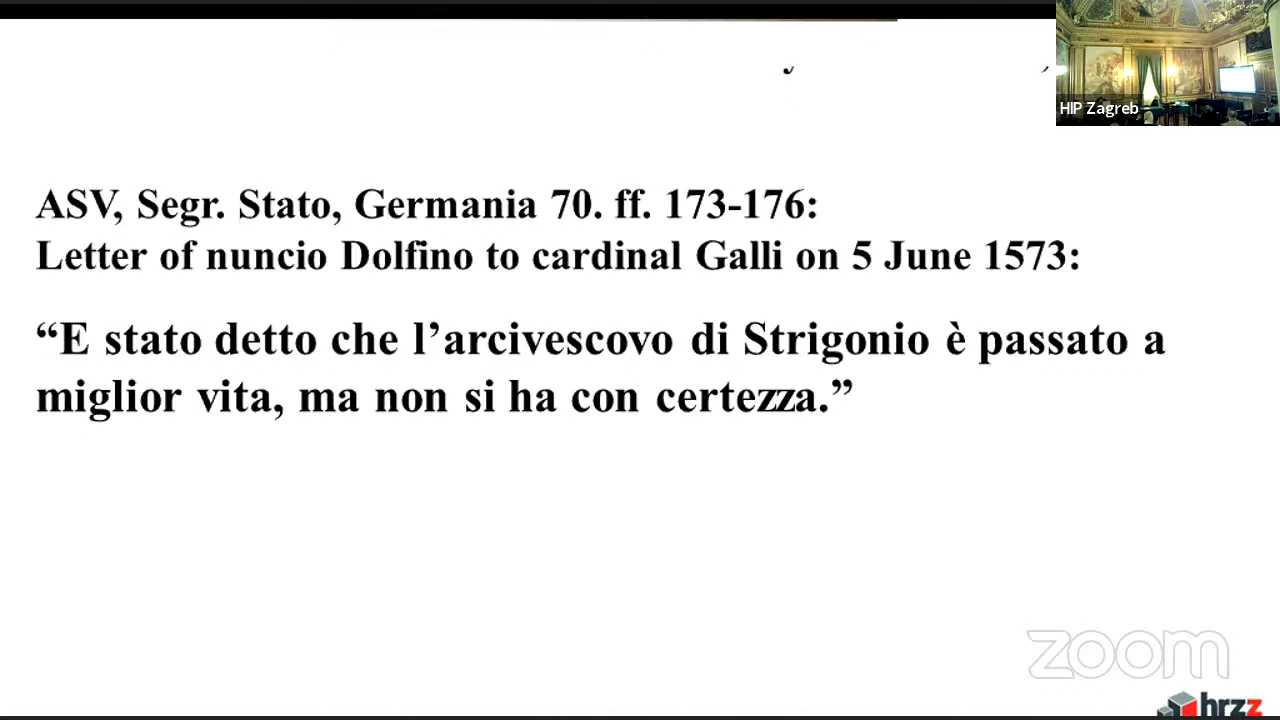 HIP Zagreb
ASV, Segr. Stato, Germania 70. ff. 173-176:
Letter of nuncio Dolfino to cardinal Galli on 5 June 1573:
“E stato detto che l’arcivescovo di Strigonio è passato a
miglior vita, ma non si ha con certezza.”
zoom
hrzz